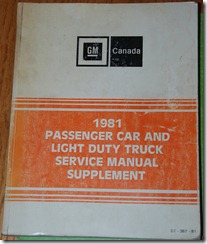 GM Canada
1981
PASSENGER CAR AND
LIGHT DUTY TRUCK
SERVICE MANUAL
SUPPLEMENT